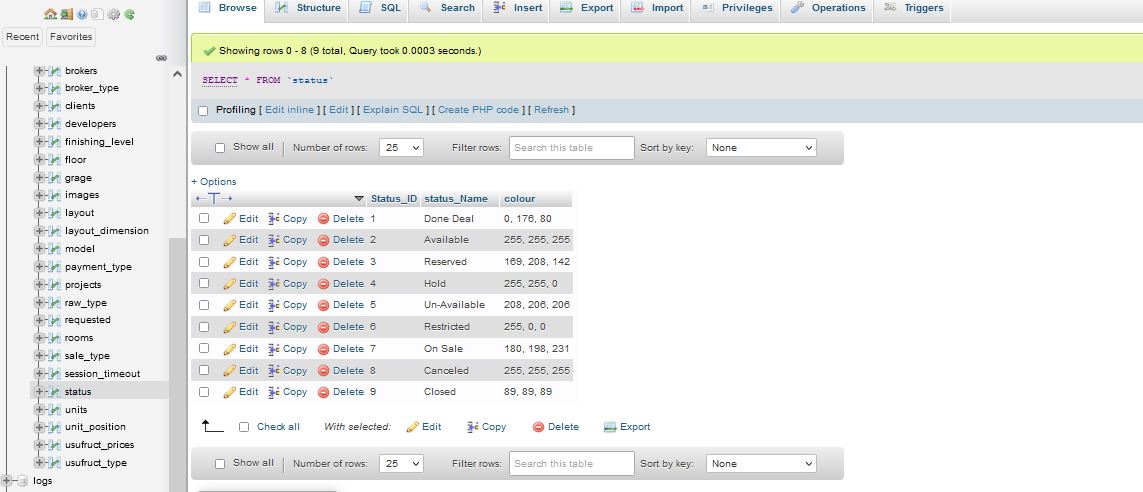 Browse Structure SQL Search Insert Export Import Privileges Operations Triggers
Recent Favorites
brokers
broker_type
clients
developers
finishing_level
floor
grage
images
layout
layout_dimension
model
payment_type
projects
raw_type
requested
rooms
sale_type
session_timeout
status
units
unit_position
usufruct_prices
usufruct_type
logs
Showing rows 0 - 8 (9 total, Query took 0.0003 seconds.)
SELECT * FROM `status`
Profiling [ Edit inline ] [ Edit ] [ Explain SQL ] [ Create PHP code ] [ Refresh ]
Show all Number of rows: 25 Filter rows: Search this table Sort by key: None
+ Options
Status_ID status_Name colour
Edit Copy Delete 1 Done Deal 0, 176, 80
Edit Copy Delete 2 Available 255, 255, 255
Edit Copy Delete 3 Reserved 169, 208, 142
Edit Copy Delete 4 Hold 255, 255, 0
Edit Copy Delete 5 Un-Available 208, 206, 206
Edit Copy Delete 6 Restricted 255, 0, 0
Edit Copy Delete 7 On Sale 180, 198, 231
Edit Copy Delete 8 Canceled 255, 255, 255
Edit Copy Delete 9 Closed 89, 89, 89
Check all With selected: Edit Copy Delete Export
Show all Number of rows: 25 Filter rows: Search this table Sort by key: None